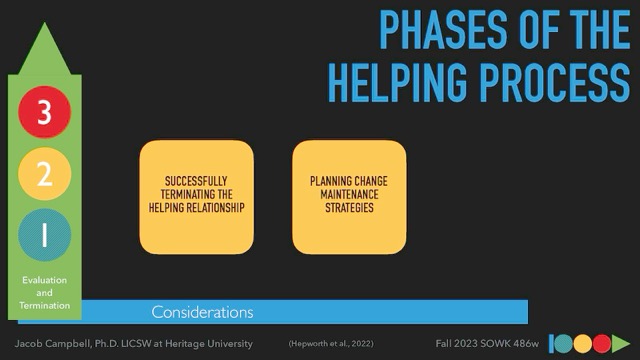 PHASES OF THE
HELPING PROCESS
3
2
1
Evaluation
and
Termination
SUCCESSFULLY
TERMINATING THE
HELPING RELATIONSHIP
PLANNING CHANGE
MAINTENANCE
STRATEGIES
Considerations
Jacob Campbell, Ph.D. LICSW at Heritage University
(Hepworth et al., 2022)
Fall 2023 SOWK 486w